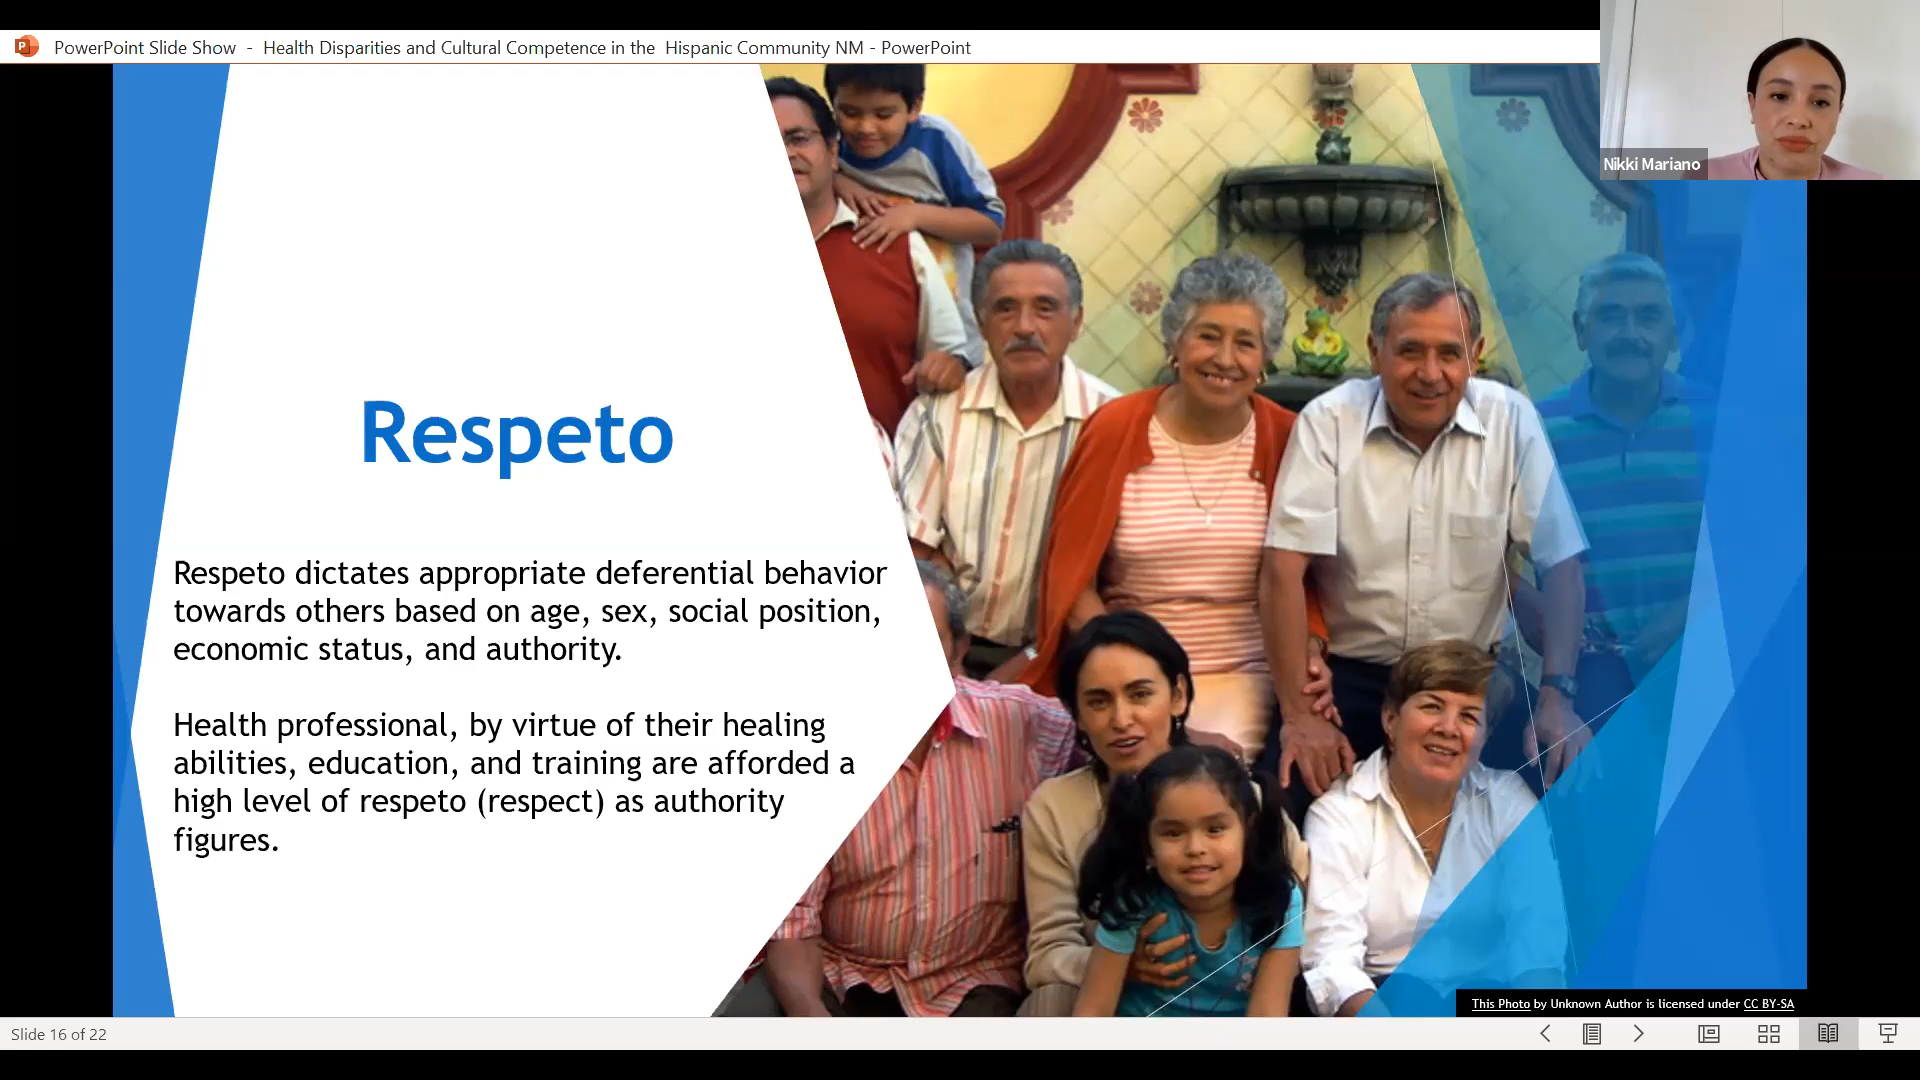 PowerPoint Slide Show - Health Disparities and Cultural Competence in the Hispanic Community NM - PowerPoint
Nikki Mariano
Respeto
Respeto dictates appropriate deferential behavior
towards others based on age, sex, social position,
economic status, and authority.
Health professional, by virtue of their healing
abilities, education, and training are afforded a
high level of respeto (respect) as authority
figures.
This Photo by Unknown Author is licensed under CC BY-SA
Slide 16 of 22